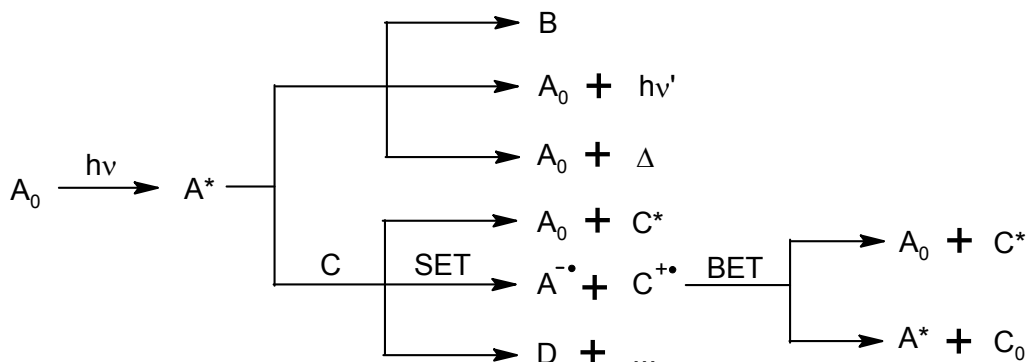 B
A₀ + hν'
A₀ + Δ
A₀ hν A*
C SET
A₀ + C*
A⁻• + C⁺•
D + ...
BET
A₀ + C*
A* + C₀